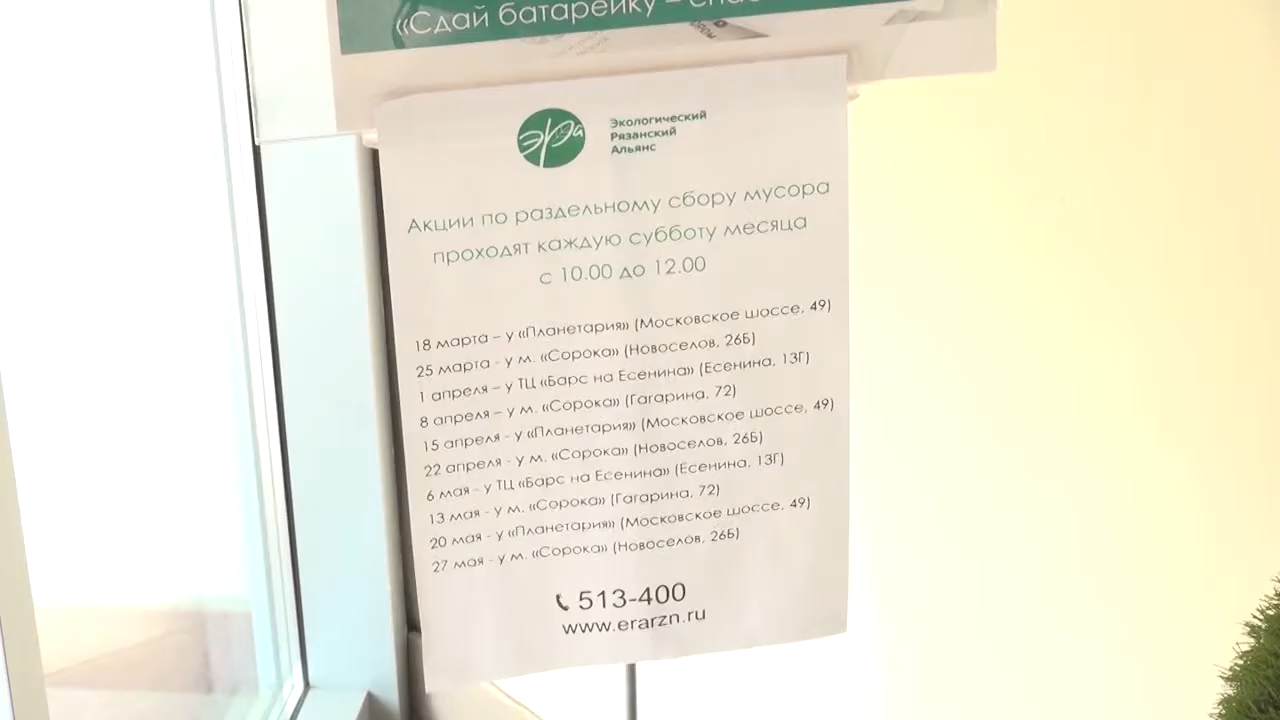 «Сдай батарейку –
эра
Экологический
Рязанский
Альянс
Акции по раздельному сбору мусора
проходят каждую субботу месяца
с 10.00 до 12.00
18 марта – у «Планетария» (Московское шоссе, 49)
25 марта - у м. «Сорока» (Новоселов, 26Б)
1 апреля – у ТЦ «Барс на Есенина» (Есенина, 13Г)
8 апреля – у м. «Сорока» (Гагарина, 72)
15 апреля - у «Планетария» (Московское шоссе, 49)
22 апреля - у м. «Сорока» (Новоселов, 26Б)
6 мая - у ТЦ «Барс на Есенина» (Есенина, 13Г)
13 мая - у м. «Сорока» (Гагарина, 72)
20 мая - у «Планетария» (Московское шоссе, 49)
27 мая - у м. «Сорока» (Новоселов, 26Б)
513-400
www.erarzn.ru